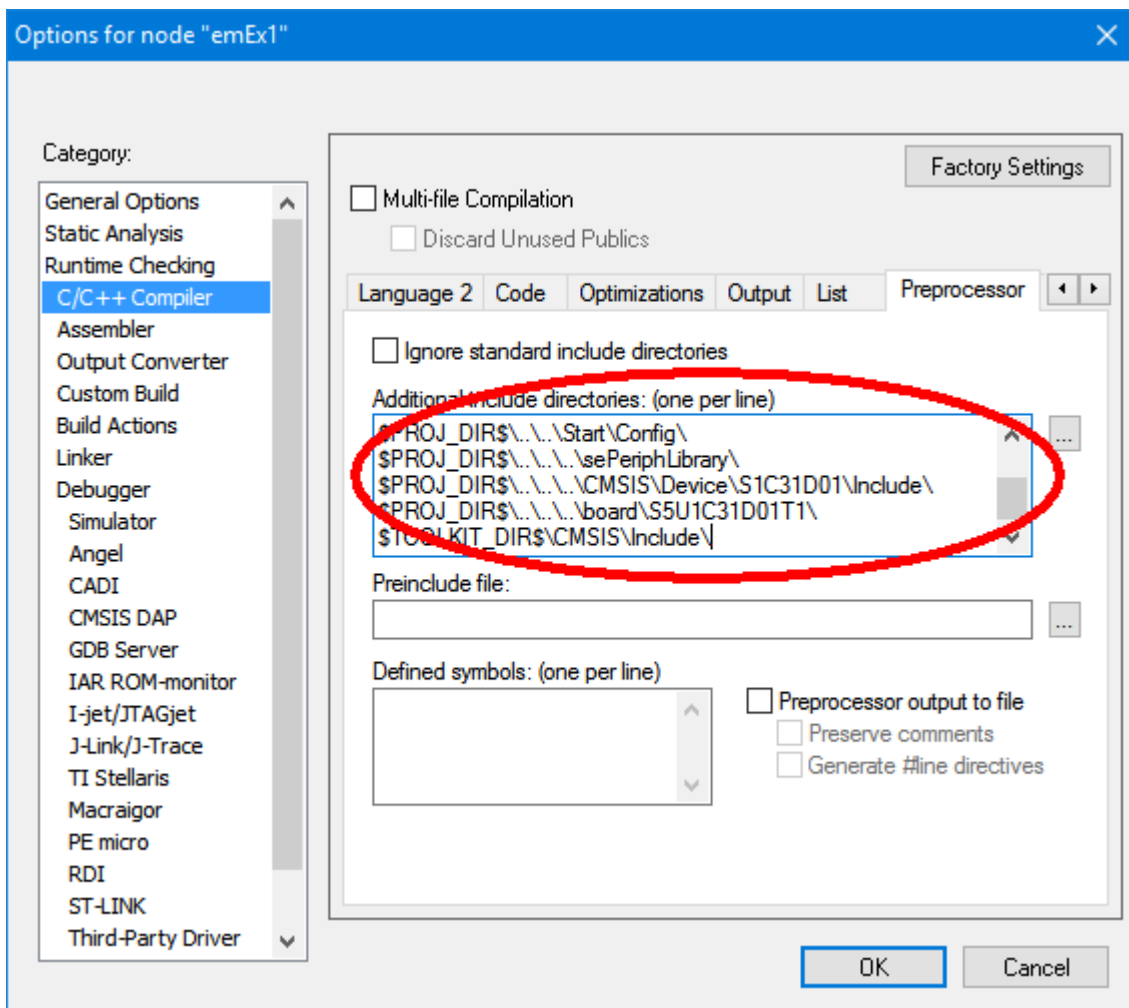 Options for node "emEx1"
Category:
General Options
Static Analysis
Runtime Checking
C/C++ Compiler
Assembler
Output Converter
Custom Build
Build Actions
Linker
Debugger
Simulator
Angel
CADI
CMSIS DAP
GDB Server
IAR ROM-monitor
I-jet/JTAGjet
J-Link/J-Trace
TI Stellaris
Macraigor
PE micro
RDI
ST-LINK
Third-Party Driver
Factory Settings
Multi-file Compilation
Discard Unused Publics
Language 2 Code Optimizations Output List Preprocessor
Ignore standard include directories
Additional include directories: (one per line)
$PROJ_DIR$\..\..\Start\Config\
$PROJ_DIR$\..\..\..\sePeriphLibrary\
$PROJ_DIR$\..\..\..\CMSIS\Device\S1C31D01\Include\
$PROJ_DIR$\..\..\..\board\S5U1C31D01T1\
$TOOLKIT_DIR$\CMSIS\Include\
...
Preinclude file:
...
Defined symbols: (one per line)
Preprocessor output to file
Preserve comments
Generate #line directives
OK Cancel